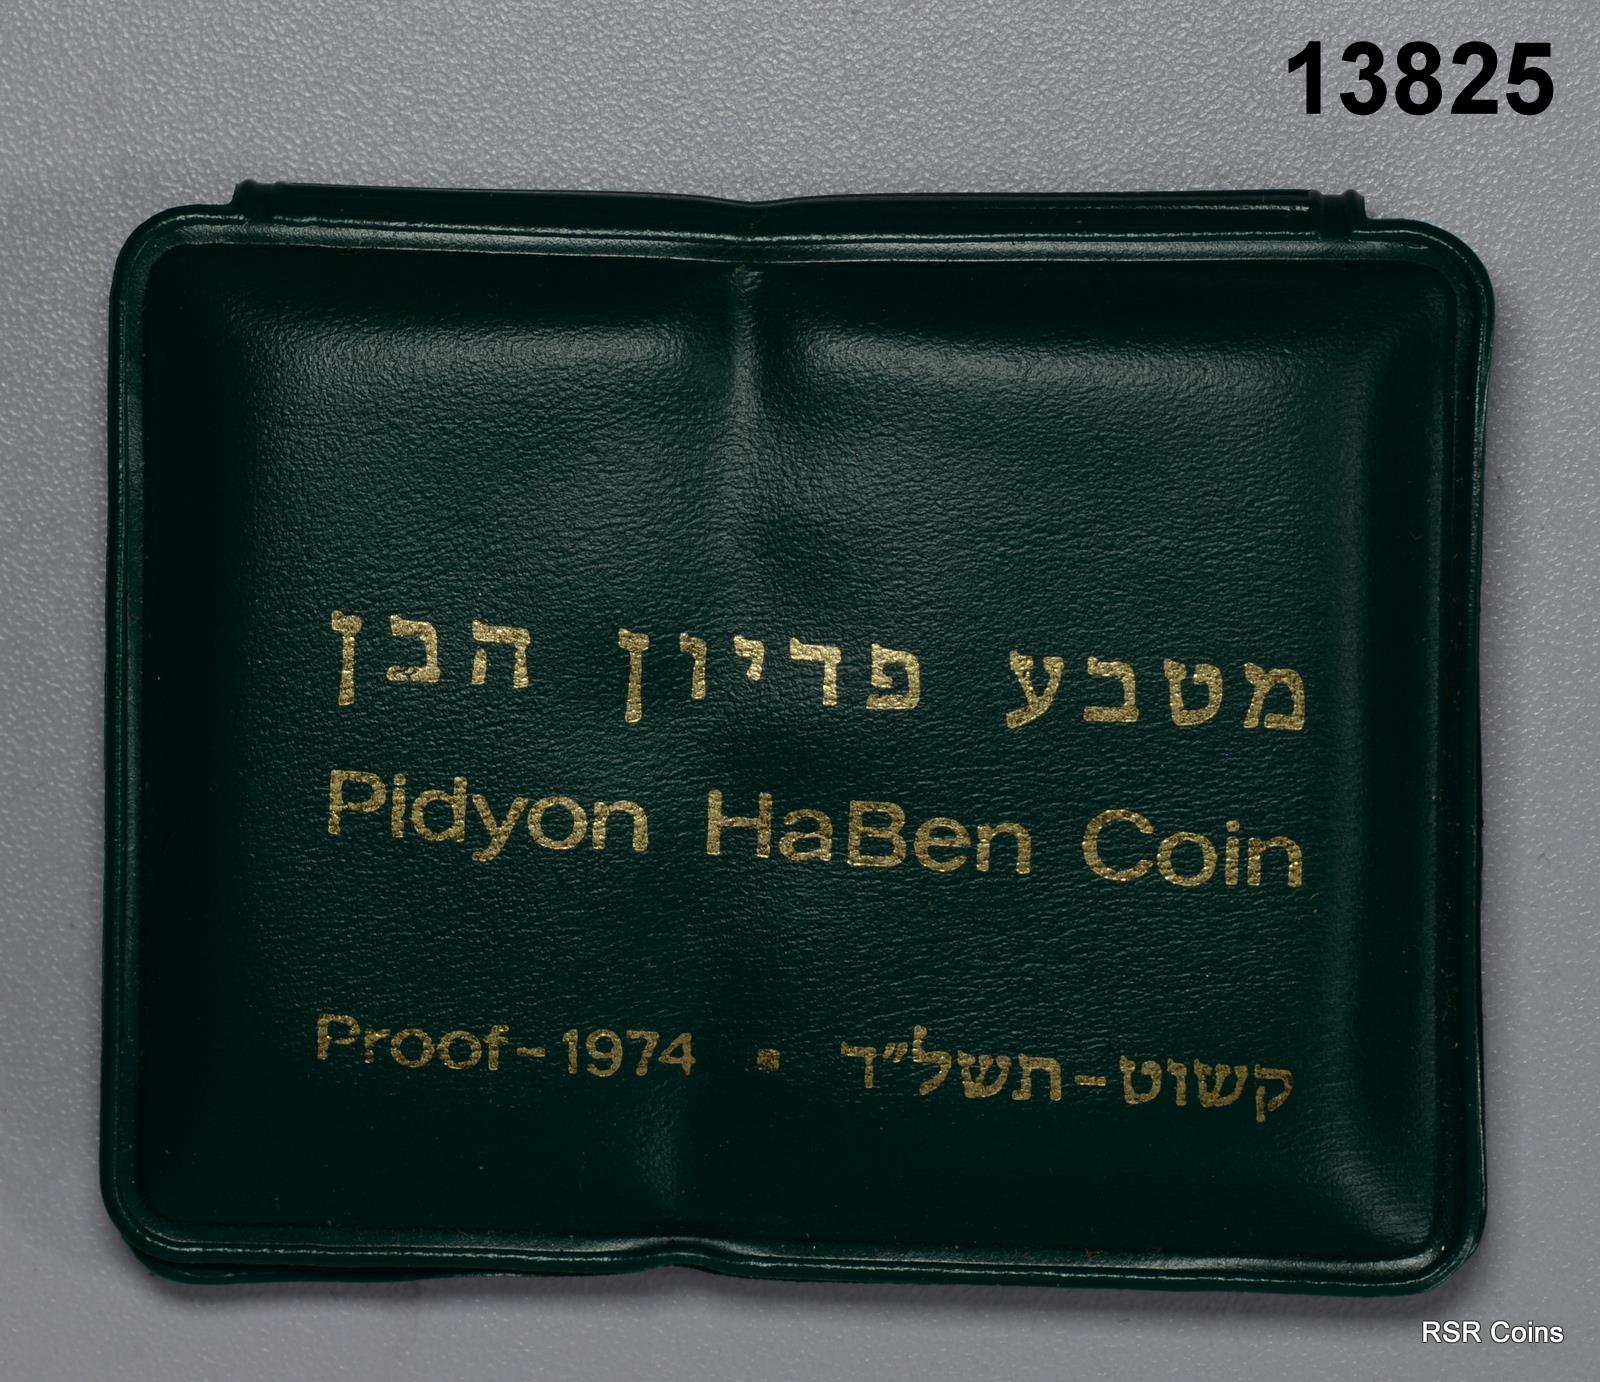 13825
מטבע פדיון הבן
Pidyon HaBen Coin
Proof-1974 ▪ קשוט-תשל״ד
RSR Coins